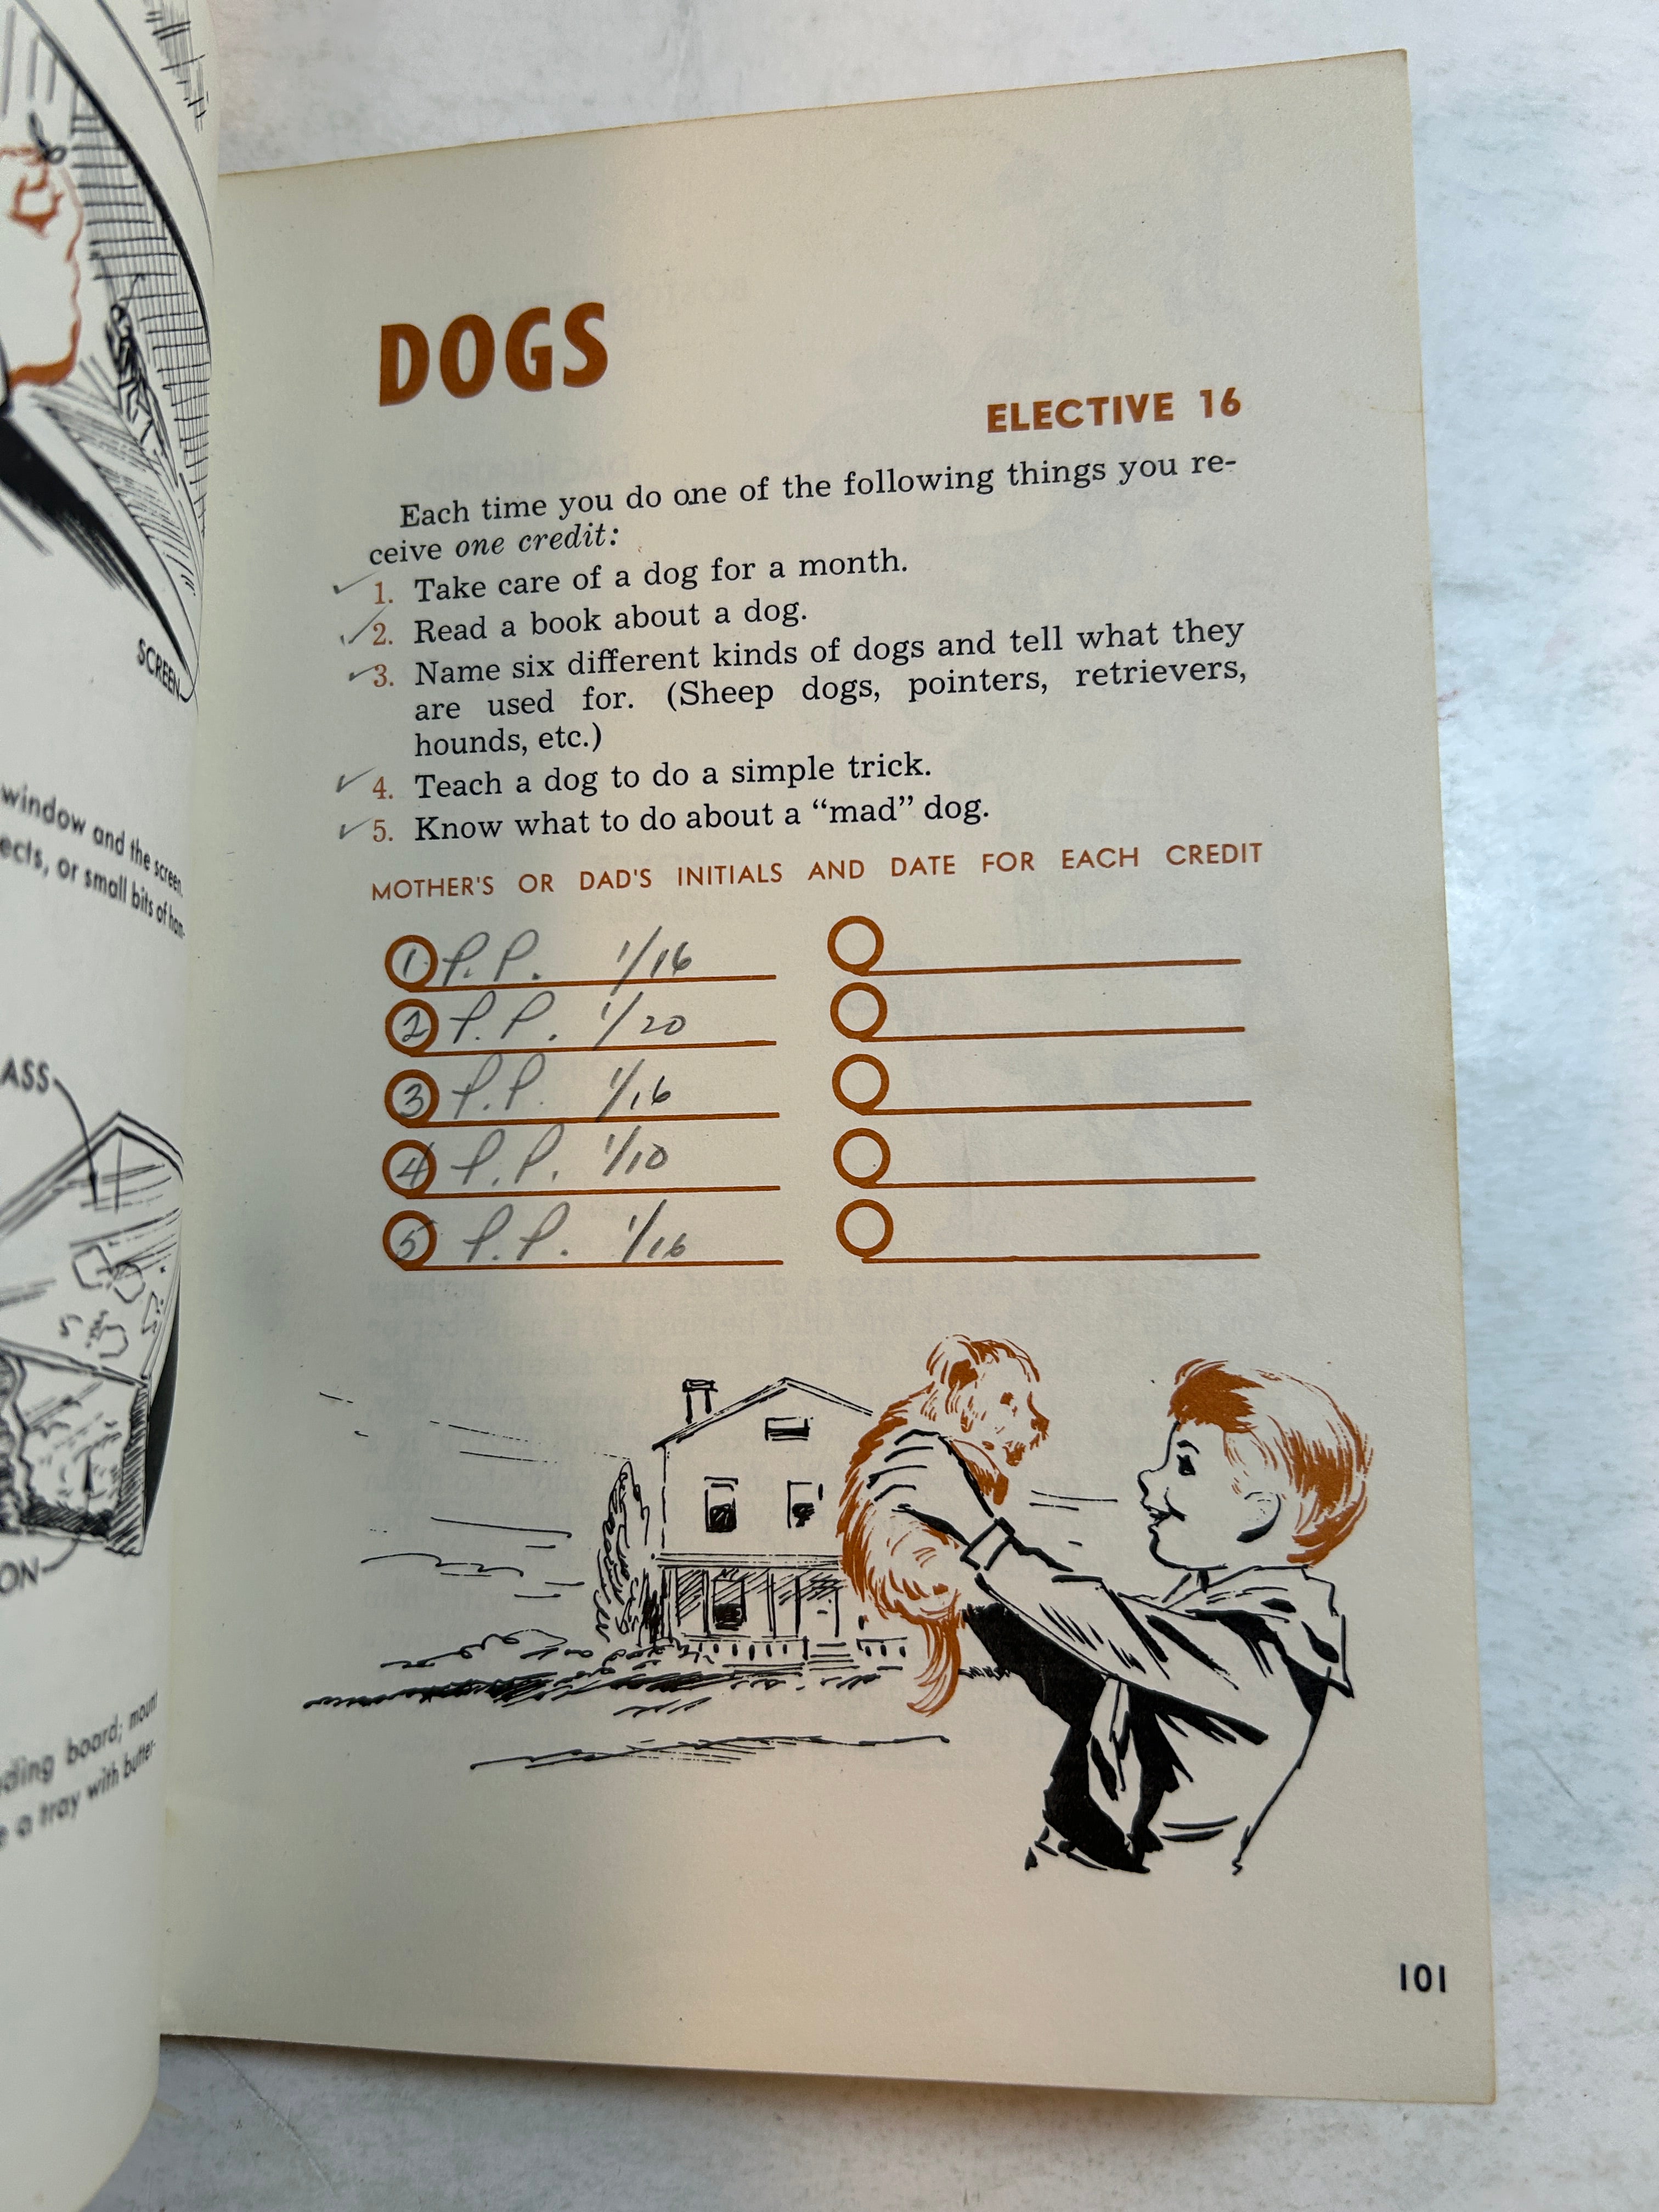 SCREEN
window and the screen.
ects, or small bits of ham-
ASS
ON
ding board; mount
a tray with butter-
DOGS
ELECTIVE 16
Each time you do one of the following things you re-
ceive one credit:
✓ 1. Take care of a dog for a month.
✓ 2. Read a book about a dog.
✓ 3. Name six different kinds of dogs and tell what they
are used for. (Sheep dogs, pointers, retrievers,
hounds, etc.)
✓ 4. Teach a dog to do a simple trick.
✓ 5. Know what to do about a “mad” dog.
MOTHER'S OR DAD'S INITIALS AND DATE FOR EACH CREDIT
1 P.P. 1/16
2 P.P. 1/20
3 P.P. 1/16
4 P.P. 1/10
5 P.P. 1/16
101